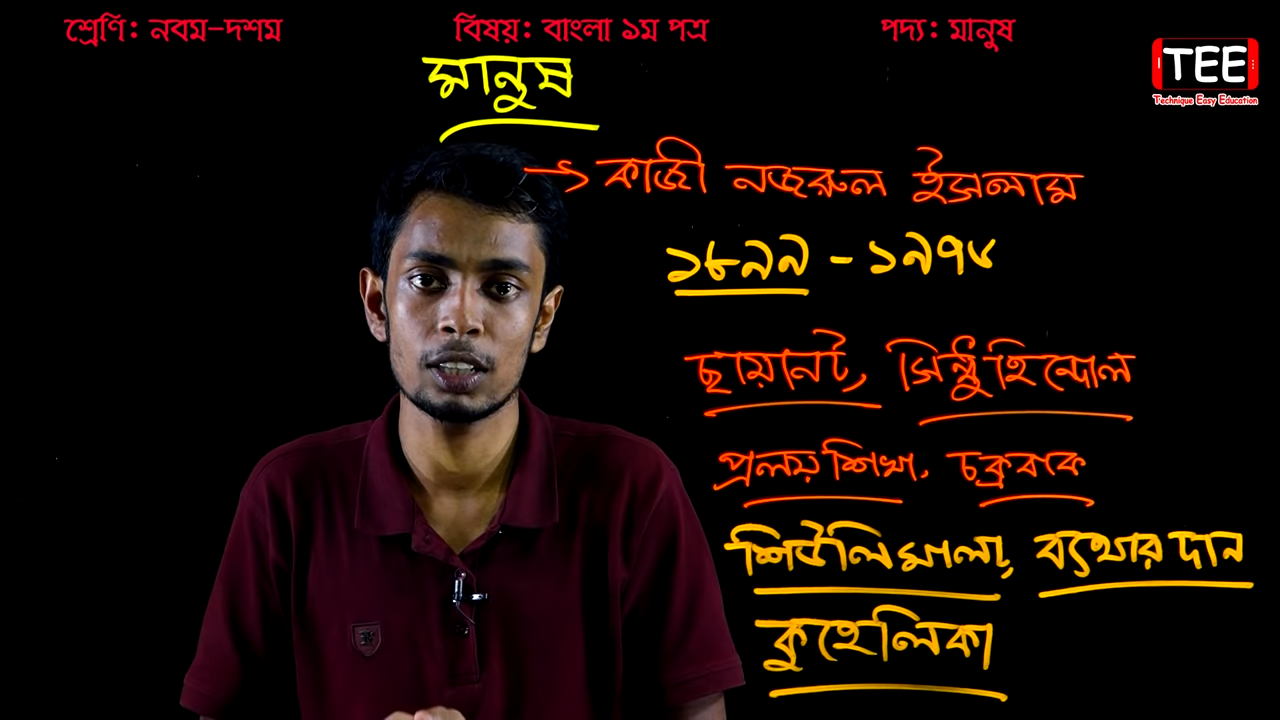 শ্রেণি: নবম-দশম
বিষয়: বাংলা ১ম পত্র
পদ্য: মানুষ
TEE
Technique Easy Education
মানুষ
→ কাজী নজরুল ইসলাম
১৮৯৯ - ১৯৭৬
ছায়ানট, সিন্ধুহিন্দোল
প্রলয়শিখা, চক্রবাক
শিউলিমালা, ব্যথার দান
কুহেলিকা